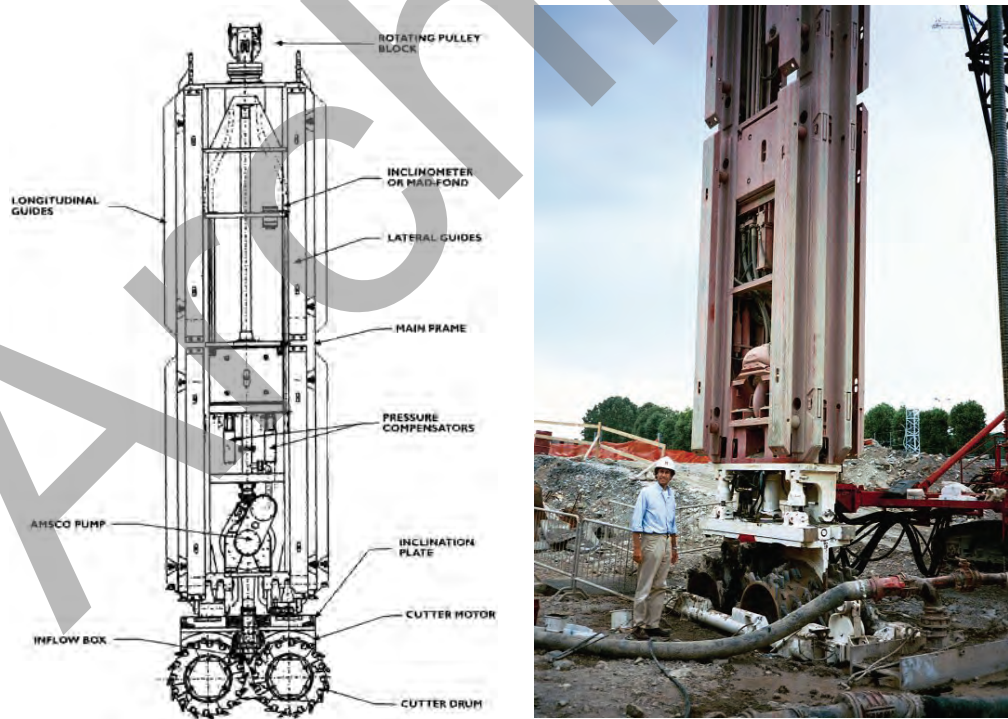 ROTATING PULLEY
BLOCK
INCLINOMETER
OR MAD-FOND
LONGITUDINAL
GUIDES
LATERAL GUIDES
MAIN FRAME
PRESSURE
COMPENSATORS
AMSCO PUMP
INCLINATION
PLATE
CUTTER MOTOR
INFLOW BOX
CUTTER DRUM